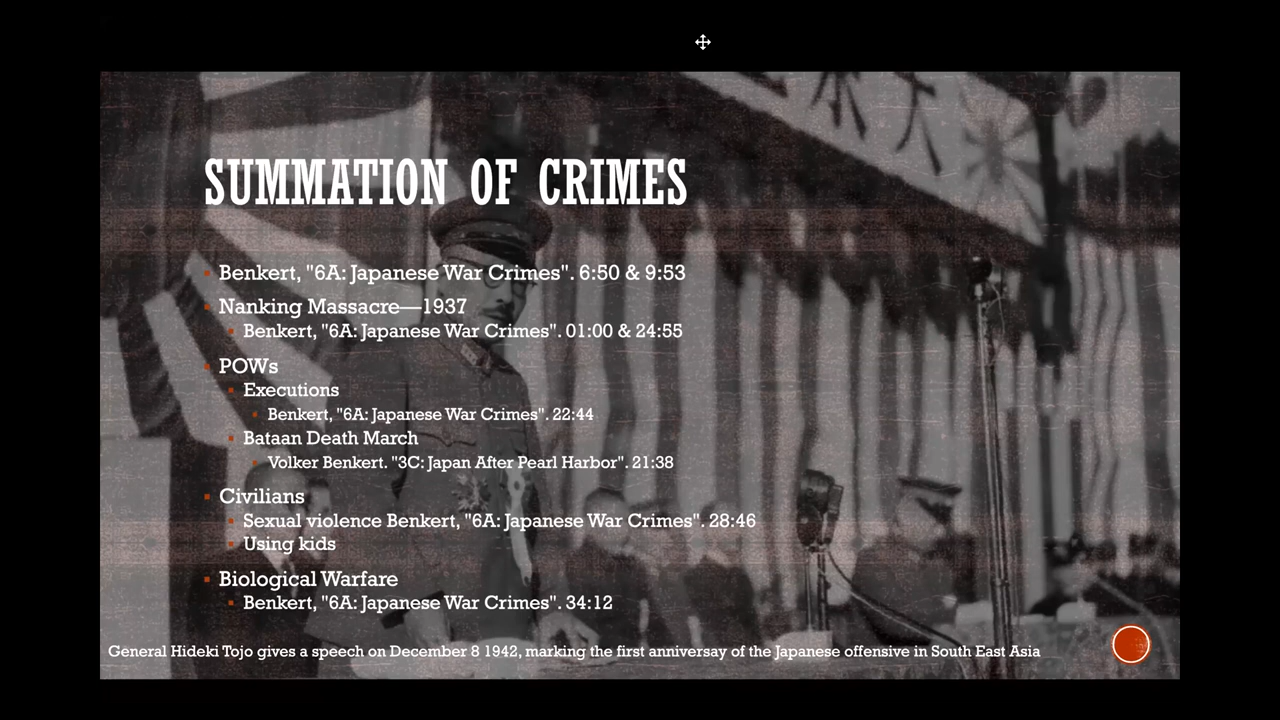 日 本 大
SUMMATION OF CRIMES
Benkert, "6A: Japanese War Crimes". 6:50 & 9:53
Nanking Massacre—1937
Benkert, "6A: Japanese War Crimes". 01:00 & 24:55
POWs
Executions
Benkert, "6A: Japanese War Crimes". 22:44
Bataan Death March
Volker Benkert. "3C: Japan After Pearl Harbor". 21:38
Civilians
Sexual violence Benkert, "6A: Japanese War Crimes". 28:46
Using kids
Biological Warfare
Benkert, "6A: Japanese War Crimes". 34:12
General Hideki Tojo gives a speech on December 8 1942, marking the first anniversay of the Japanese offensive in South East Asia